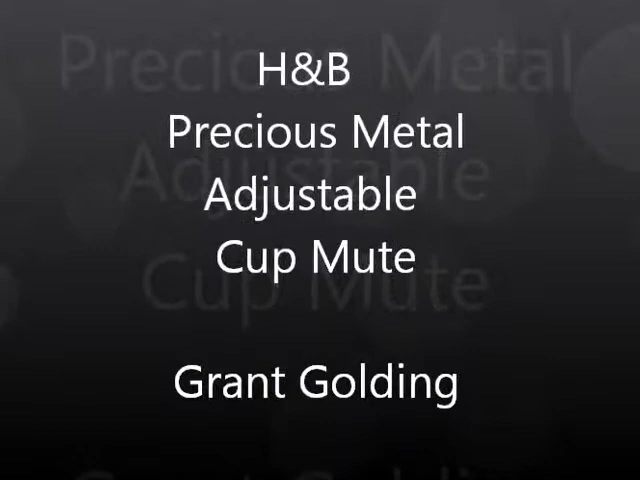 H&B
Precious Metal
Adjustable
Cup Mute
Grant Golding